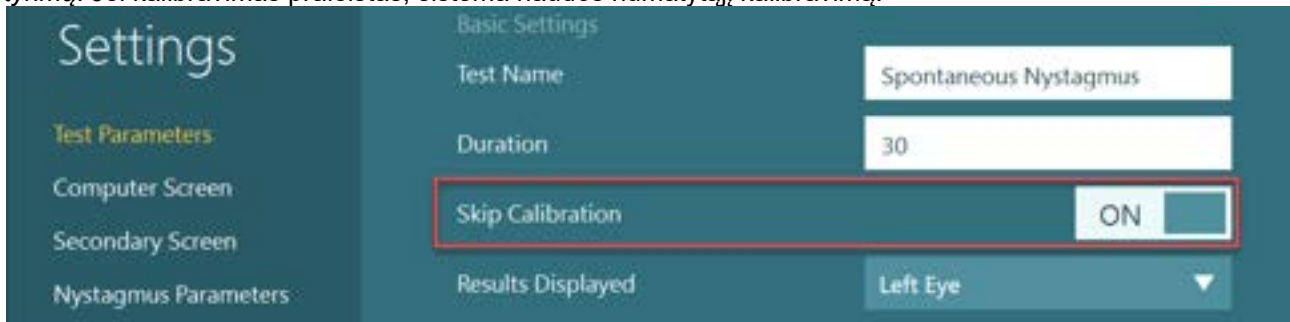 Settings
Test Parameters
Computer Screen
Secondary Screen
Nystagmus Parameters
Basic Settings
Test Name
Spontaneous Nystagmus
Duration
30
Skip Calibration
ON
Results Displayed
Left Eye